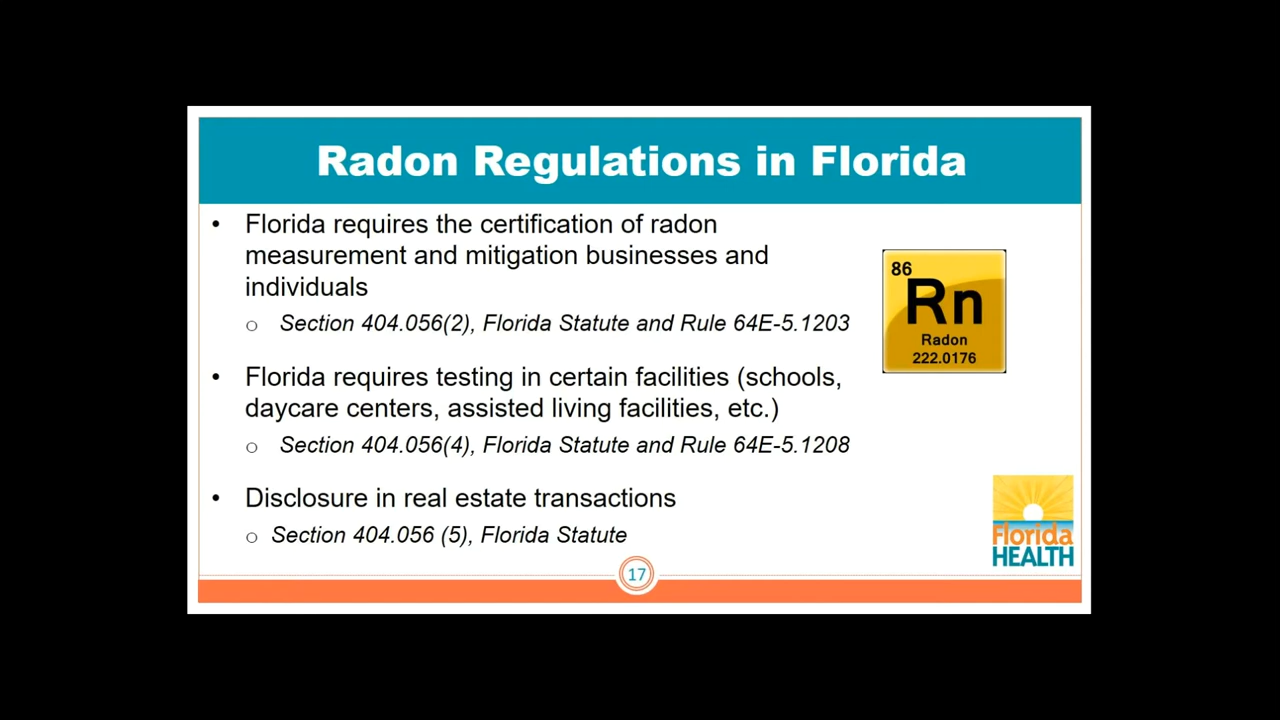 Radon Regulations in Florida
• Florida requires the certification of radon
measurement and mitigation businesses and
individuals
o Section 404.056(2), Florida Statute and Rule 64E-5.1203
• Florida requires testing in certain facilities (schools,
daycare centers, assisted living facilities, etc.)
o Section 404.056(4), Florida Statute and Rule 64E-5.1208
• Disclosure in real estate transactions
o Section 404.056 (5), Florida Statute
86
Rn
Radon
222.0176
Florida
HEALTH
17